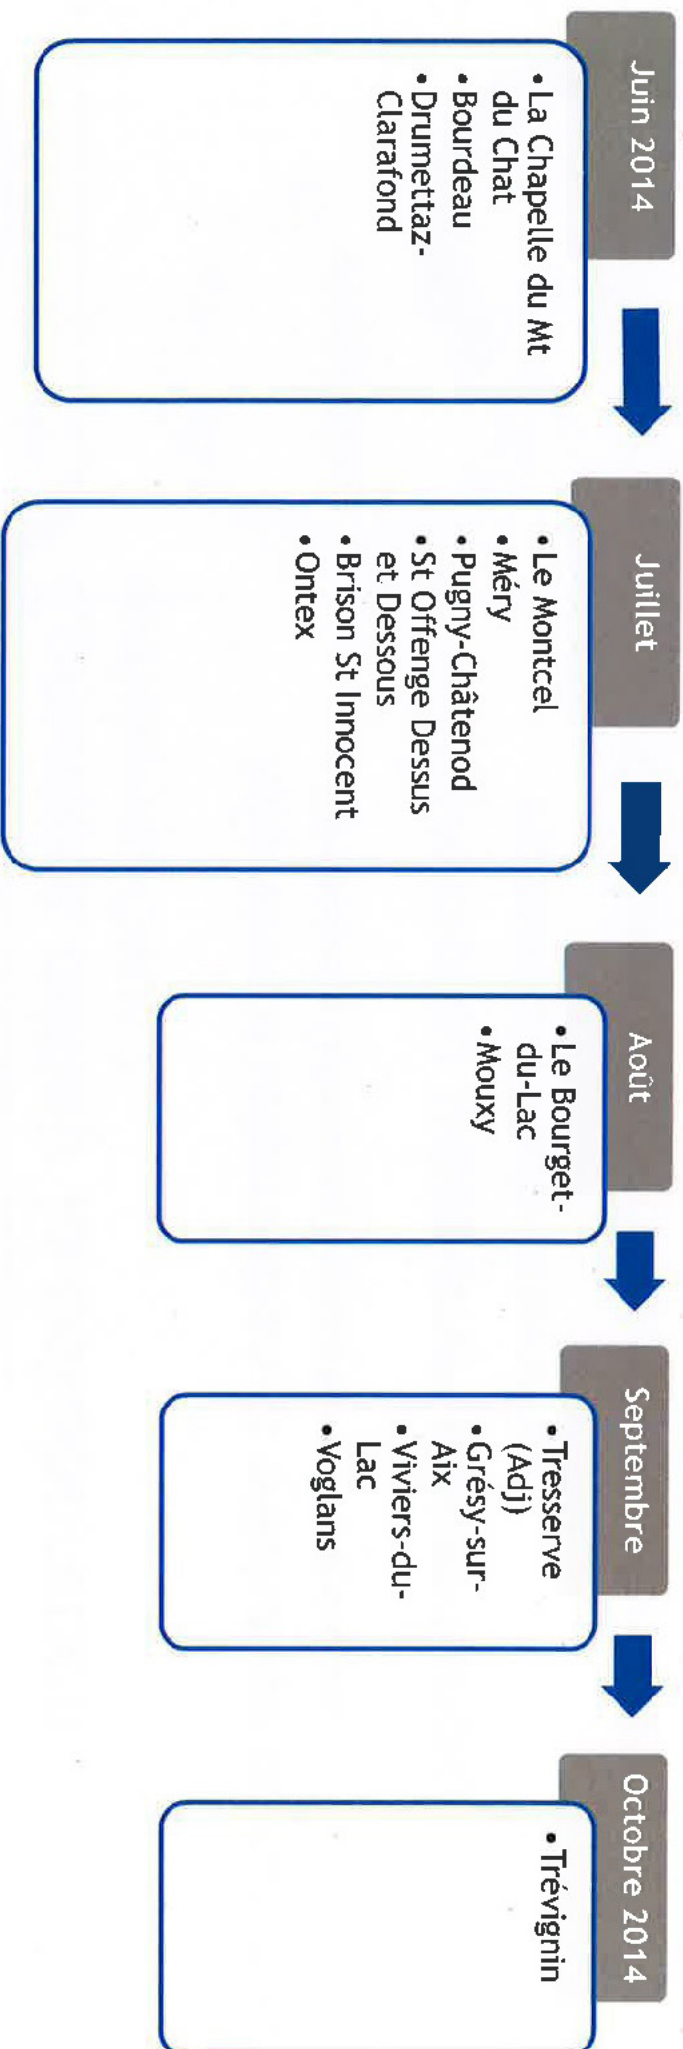 Juin 2014
• La Chapelle du Mt
du Chat
• Bourdeau
• Drumettaz-
Clarafond
Juillet
• Le Montcel
• Méry
• Pugny-Châtenod
• St Offenge Dessus
et Dessous
• Brison St Innocent
• Ontex
Août
• Le Bourget-
du-Lac
• Mouxy
Septembre
• Tresserve
(Adj)
• Grésy-sur-
Aix
• Viviers-du-
Lac
• Voglans
Octobre 2014
• Trévignin